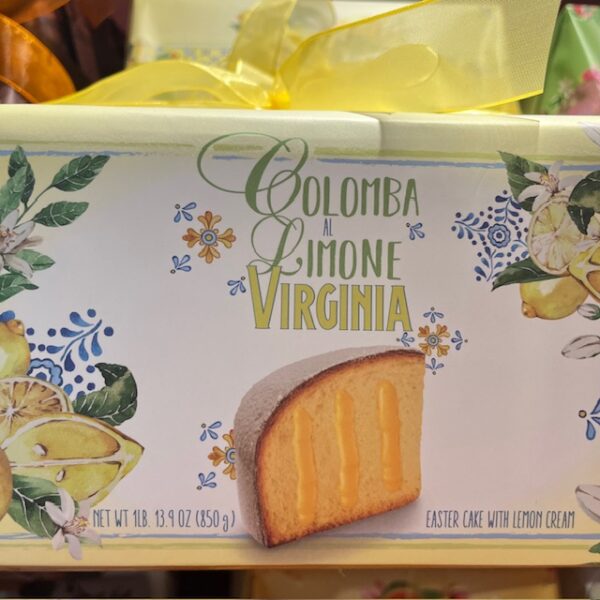 COLOMBA
AL
LIMONE
VIRGINIA
NET WT 1LB. 13.9 OZ (850 g)
EASTER CAKE WITH LEMON CREAM